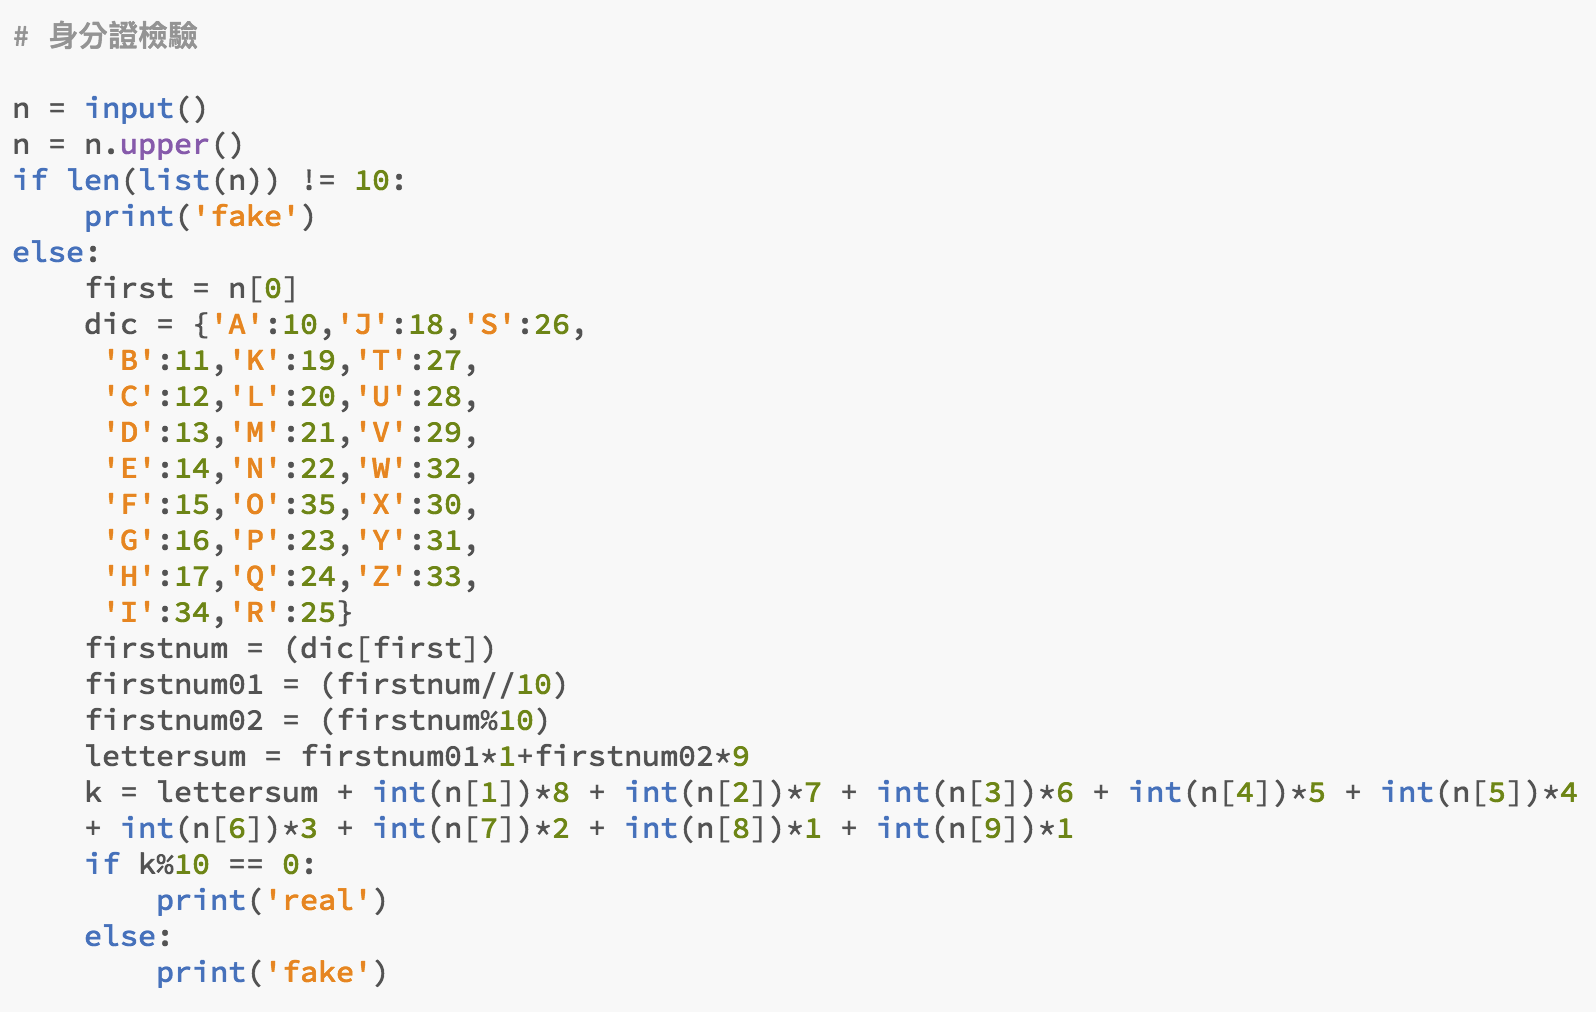 # 身分證檢驗

n = input()
n = n.upper()
if len(list(n)) != 10:
    print('fake')
else:
    first = n[0]
    dic = {'A':10,'J':18,'S':26,
     'B':11,'K':19,'T':27,
     'C':12,'L':20,'U':28,
     'D':13,'M':21,'V':29,
     'E':14,'N':22,'W':32,
     'F':15,'O':35,'X':30,
     'G':16,'P':23,'Y':31,
     'H':17,'Q':24,'Z':33,
     'I':34,'R':25}
    firstnum = (dic[first])
    firstnum01 = (firstnum//10)
    firstnum02 = (firstnum%10)
    lettersum = firstnum01*1+firstnum02*9
    k = lettersum + int(n[1])*8 + int(n[2])*7 + int(n[3])*6 + int(n[4])*5 + int(n[5])*4
    + int(n[6])*3 + int(n[7])*2 + int(n[8])*1 + int(n[9])*1
    if k%10 == 0:
        print('real')
    else:
        print('fake')